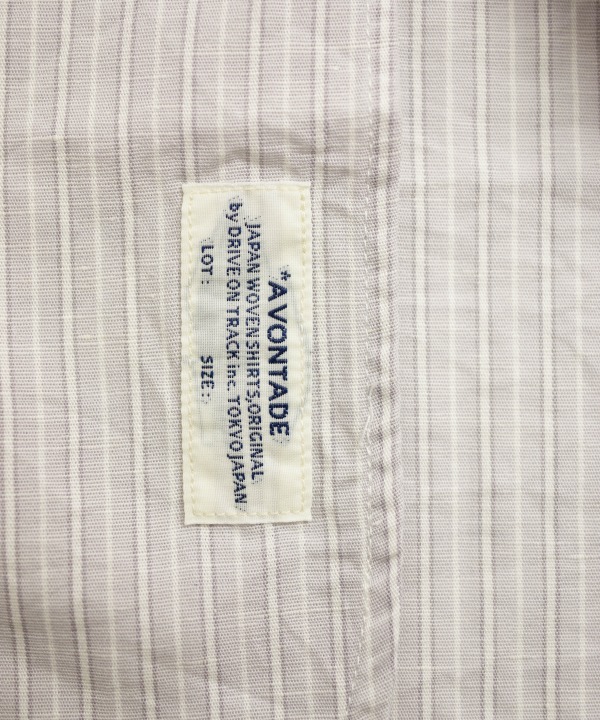 *A VONTADE
JAPAN WOVEN SHIRTS,ORIGINAL
by DRIVE ON TRACK inc. TOKYO JAPAN
LOT : SIZE :